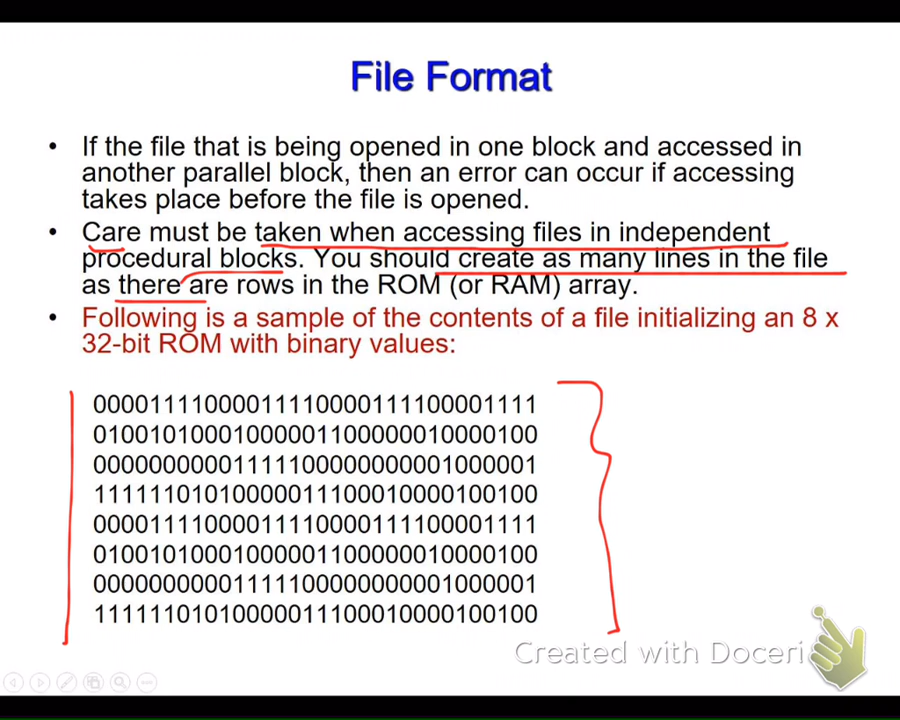 File Format
• If the file that is being opened in one block and accessed in
another parallel block, then an error can occur if accessing
takes place before the file is opened.
• Care must be taken when accessing files in independent
procedural blocks. You should create as many lines in the file
as there are rows in the ROM (or RAM) array.
• Following is a sample of the contents of a file initializing an 8 x
32-bit ROM with binary values:
00001111000011110000111100001111
01001010001000001100000010000100
00000000001111100000000001000001
11111101010000011100010000100100
00001111000011110000111100001111
01001010001000001100000010000100
00000000001111100000000001000001
11111101010000011100010000100100
Created with Doceri